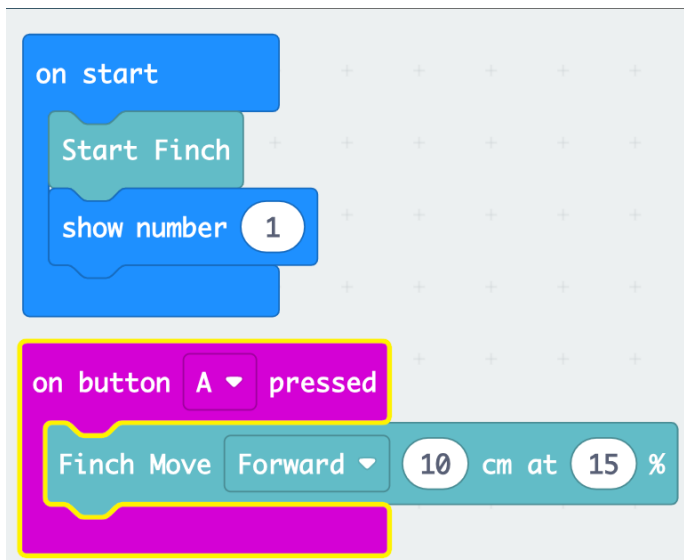 on start
Start Finch
show number 1
on button A pressed
Finch Move Forward 10 cm at 15 %